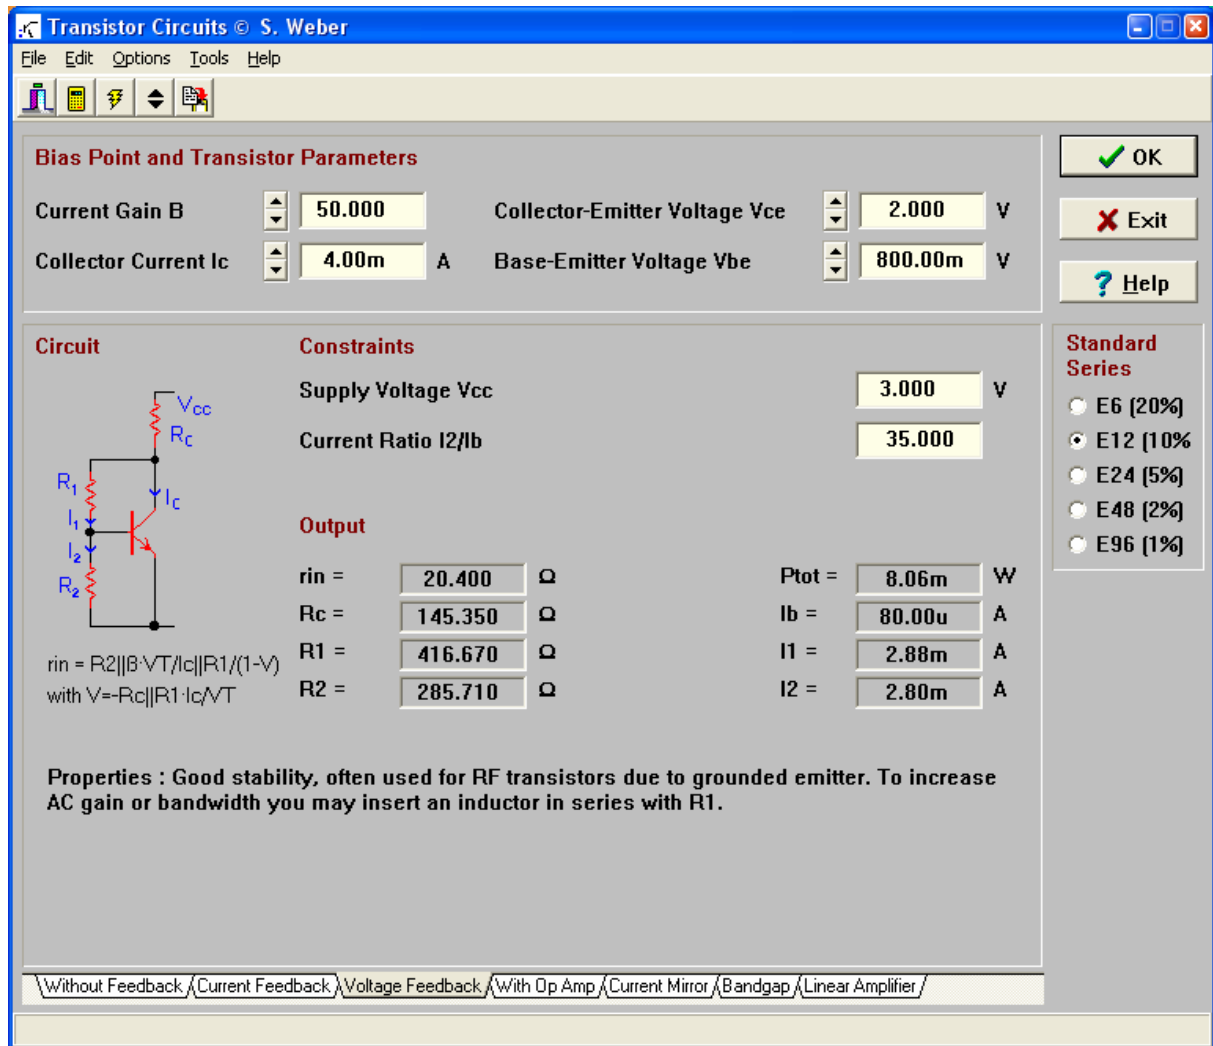 Transistor Circuits © S. Weber
File Edit Options Tools Help
Bias Point and Transistor Parameters
Current Gain B 50.000 Collector-Emitter Voltage Vce 2.000 V
Collector Current Ic 4.00m A Base-Emitter Voltage Vbe 800.00m V
OK
Exit
? Help
Circuit
Vcc
Rc
R1
Ic
I1
I2
R2
rin = R2||B·VT/Ic||R1/(1-V)
with V=-Rc||R1·Ic/VT
Constraints
Supply Voltage Vcc 3.000 V
Current Ratio I2/Ib 35.000
Output
rin = 20.400 Ω Ptot = 8.06m W
Rc = 145.350 Ω Ib = 80.00u A
R1 = 416.670 Ω I1 = 2.88m A
R2 = 285.710 Ω I2 = 2.80m A
Properties : Good stability, often used for RF transistors due to grounded emitter. To increase
AC gain or bandwidth you may insert an inductor in series with R1.
Standard
Series
E6 (20%)
E12 (10%
E24 (5%)
E48 (2%)
E96 (1%)
Without Feedback Current Feedback Voltage Feedback With Op Amp Current Mirror Bandgap Linear Amplifier